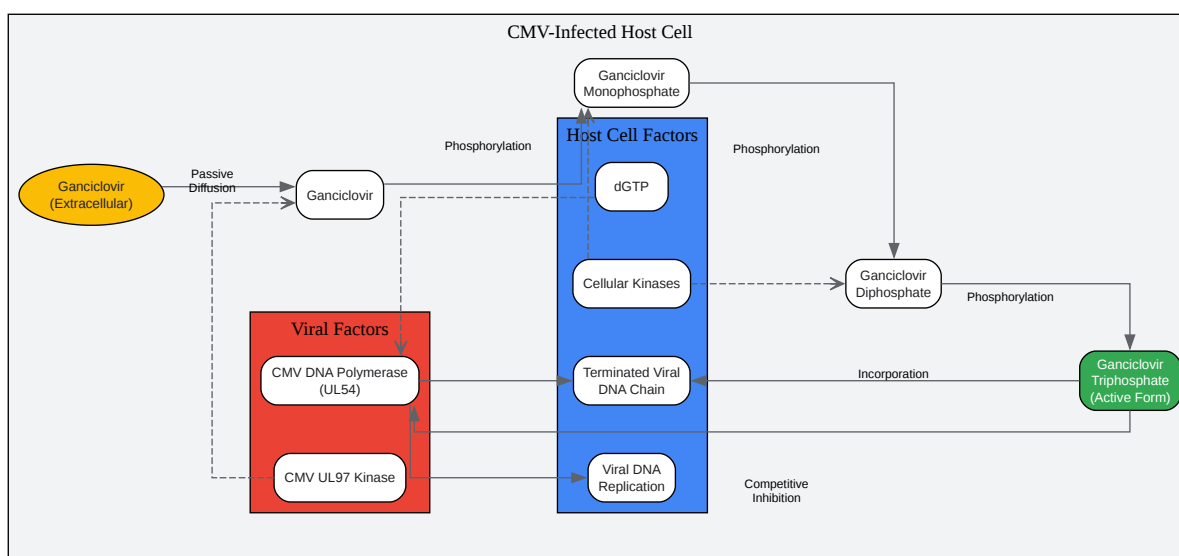 CMV-Infected Host Cell
Ganciclovir
Monophosphate
Host Cell Factors
Phosphorylation
Phosphorylation
Passive
Diffusion
Ganciclovir
(Extracellular)
Ganciclovir
dGTP
Cellular Kinases
Ganciclovir
Diphosphate
Phosphorylation
Viral Factors
CMV DNA Polymerase
(UL54)
Terminated Viral
DNA Chain
Incorporation
Ganciclovir
Triphosphate
(Active Form)
CMV UL97 Kinase
Viral DNA
Replication
Competitive
Inhibition